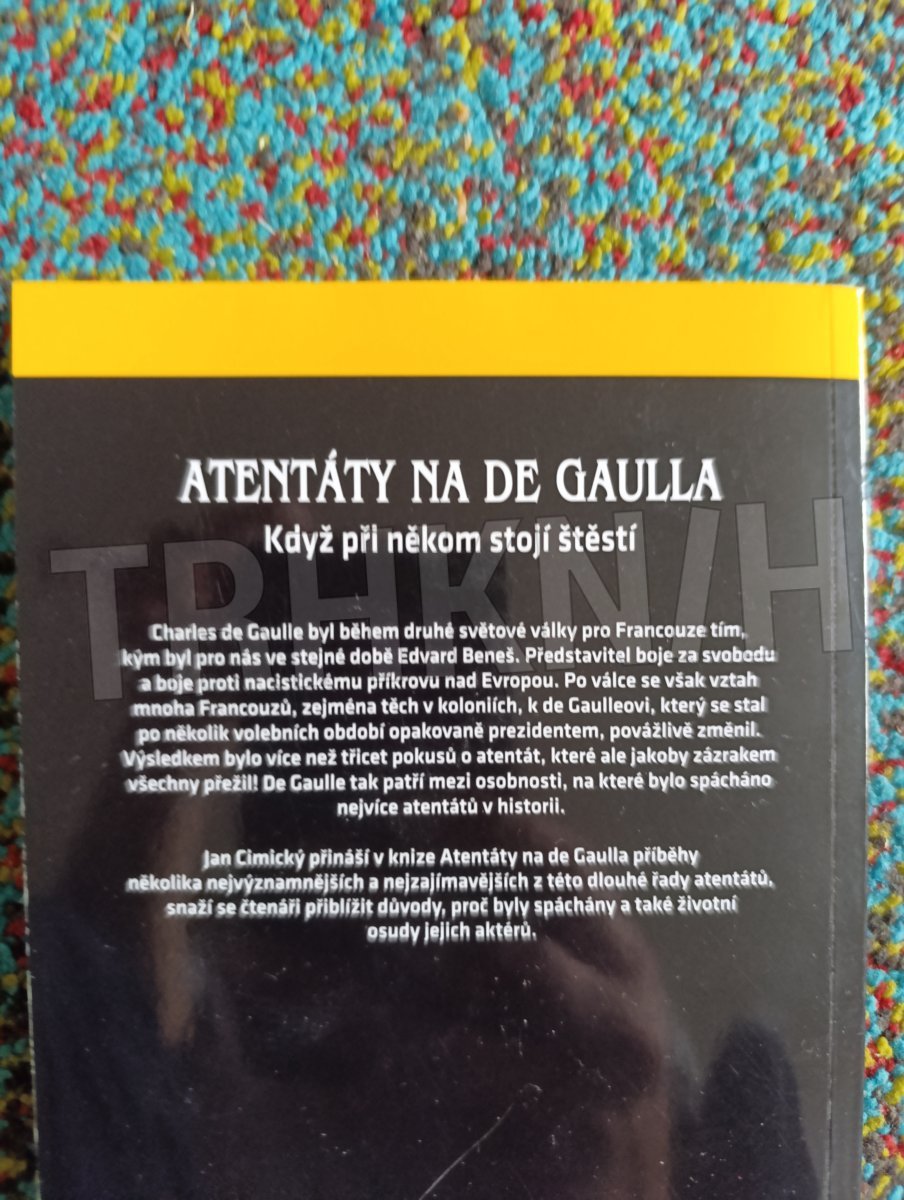 ATENTÁTY NA DE GAULLA
Když při někom stojí štěstí
TRHKNIH
Charles de Gaulle byl během druhé světové války pro Francouze tím,
kým byl pro nás ve stejné době Edvard Beneš. Představitel boje za svobodu
a boje proti nacistickému příkrovu nad Evropou. Po válce se však vztah
mnoha Francouzů, zejména těch v koloniích, k de Gaulleovi, který se stal
po několik volebních období opakovaně prezidentem, povážlivě změnil.
Výsledkem bylo více než třicet pokusů o atentát, které ale jakoby zázrakem
všechny přežil! De Gaulle tak patří mezi osobnosti, na které bylo spácháno
nejvíce atentátů v historii.
Jan Cimický přináší v knize Atentáty na de Gaulla příběhy
několika nejvýznamnějších a nejzajímavějších z této dlouhé řady atentátů,
snaží se čtenáři přiblížit důvody, proč byly spáchány a také životní
osudy jejich aktérů.